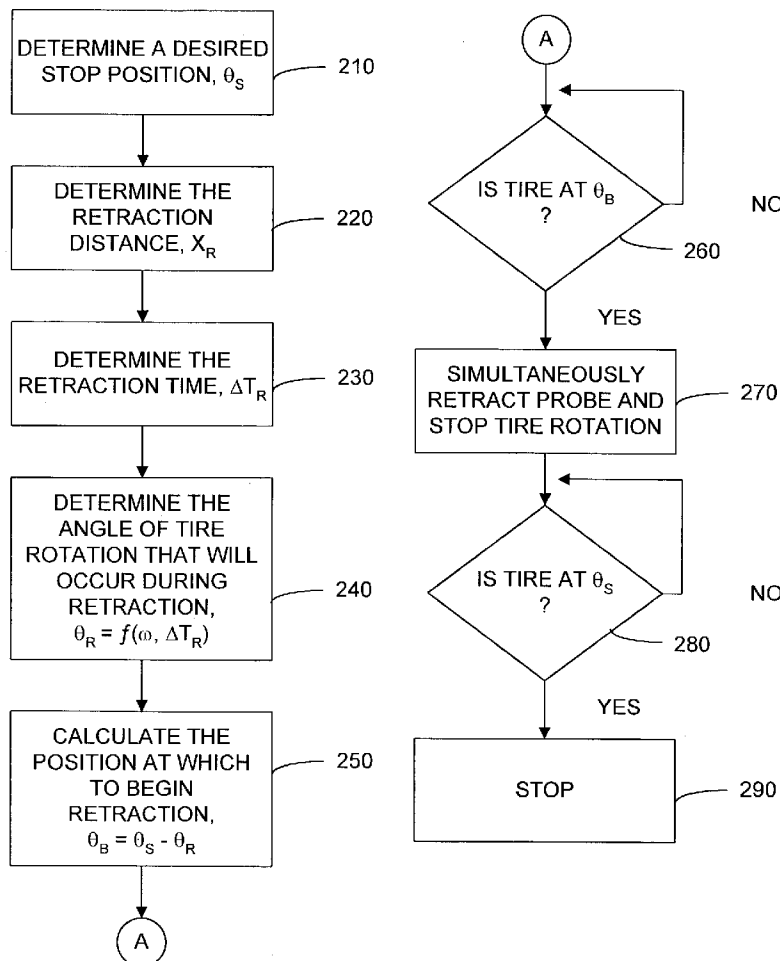 DETERMINE A DESIRED
STOP POSITION, θS
210
DETERMINE THE
RETRACTION
DISTANCE, XR
220
DETERMINE THE
RETRACTION TIME, ΔTR
230
DETERMINE THE
ANGLE OF TIRE
ROTATION THAT WILL
OCCUR DURING
RETRACTION,
θR = f(ω, ΔTR)
240
CALCULATE THE
POSITION AT WHICH
TO BEGIN
RETRACTION,
θB = θS - θR
250
A
A
IS TIRE AT θB
?
NO
260
YES
SIMULTANEOUSLY
RETRACT PROBE AND
STOP TIRE ROTATION
270
IS TIRE AT θS
?
NO
280
YES
STOP
290